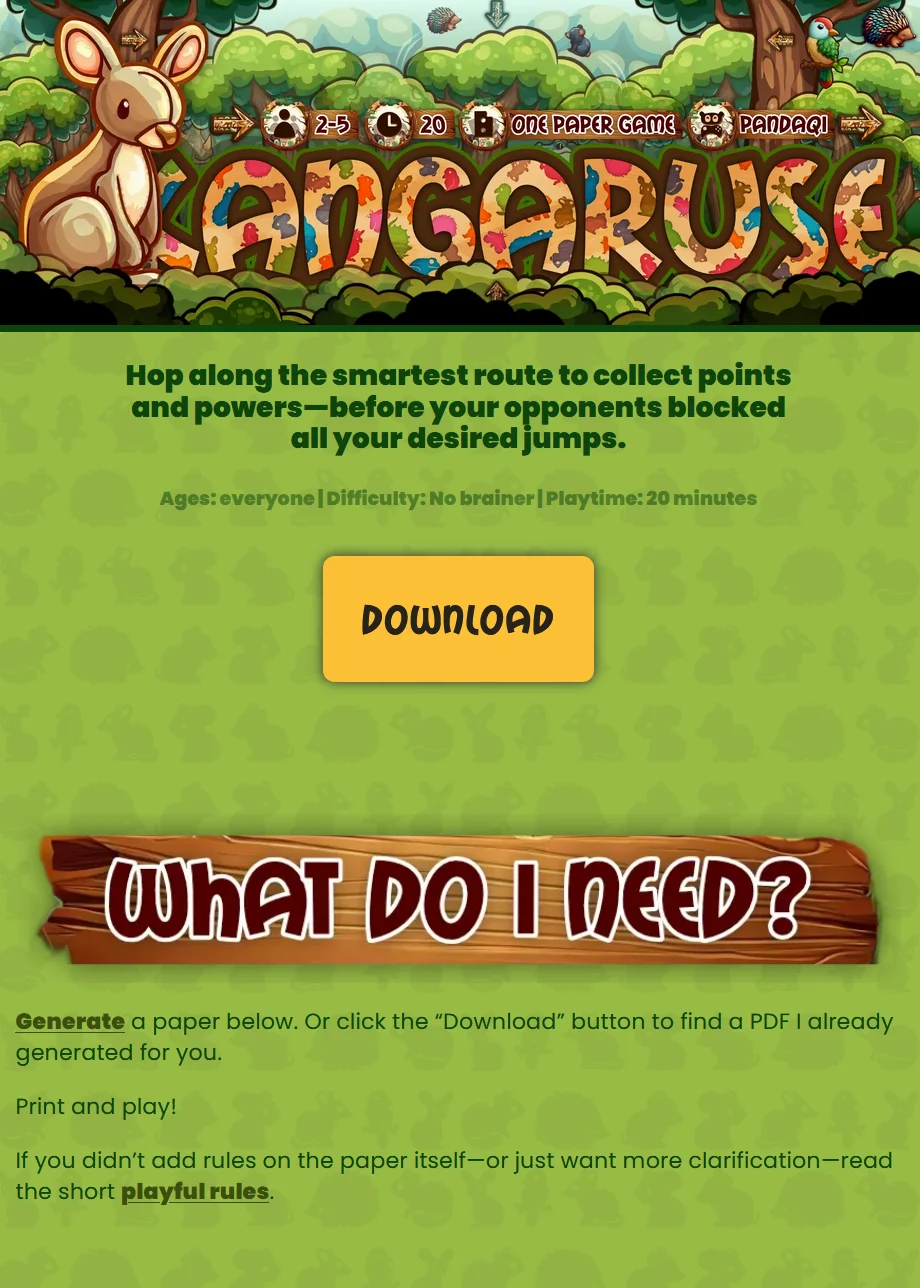 2-5 20 ONE PAPER GAME PANDAQI
KANGARUSE
Hop along the smartest route to collect points
and powers—before your opponents blocked
all your desired jumps.
Ages: everyone | Difficulty: No brainer | Playtime: 20 minutes
DOWNLOAD
WHAT DO I NEED?
Generate a paper below. Or click the “Download” button to find a PDF I already
generated for you.
Print and play!
If you didn’t add rules on the paper itself—or just want more clarification—read
the short playful rules.